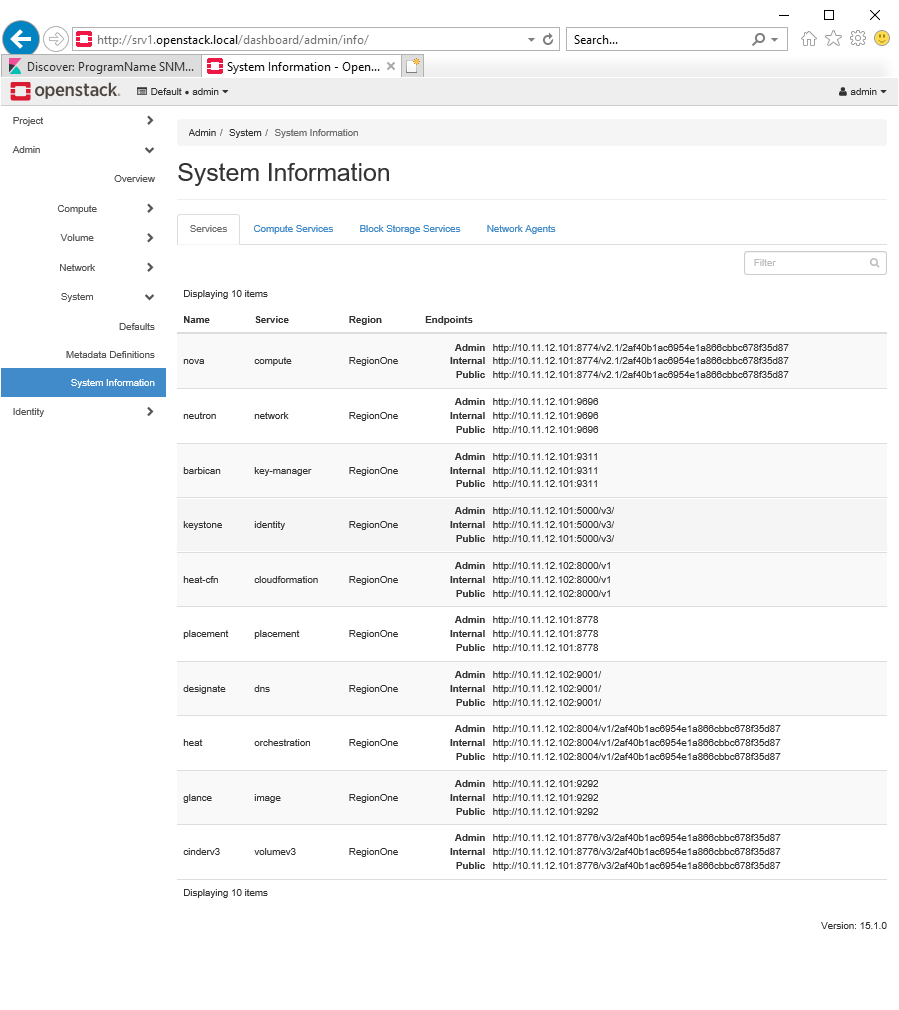 http://srv1.openstack.local/dashboard/admin/info/
Search...
Discover: ProgramName SNM...
System Information - Open...
openstack.
Default • admin
admin
Project
Admin
Overview
Compute
Volume
Network
System
Defaults
Metadata Definitions
System Information
Identity
Admin / System / System Information
System Information
Services Compute Services Block Storage Services Network Agents
Filter
Displaying 10 items
Name Service Region Endpoints
Admin http://10.11.12.101:8774/v2.1/2af40b1ac6954e1a866cbbc678f35d87
nova compute RegionOne Internal http://10.11.12.101:8774/v2.1/2af40b1ac6954e1a866cbbc678f35d87
Public http://10.11.12.101:8774/v2.1/2af40b1ac6954e1a866cbbc678f35d87
Admin http://10.11.12.101:9696
neutron network RegionOne Internal http://10.11.12.101:9696
Public http://10.11.12.101:9696
Admin http://10.11.12.101:9311
barbican key-manager RegionOne Internal http://10.11.12.101:9311
Public http://10.11.12.101:9311
Admin http://10.11.12.101:5000/v3/
keystone identity RegionOne Internal http://10.11.12.101:5000/v3/
Public http://10.11.12.101:5000/v3/
Admin http://10.11.12.102:8000/v1
heat-cfn cloudformation RegionOne Internal http://10.11.12.102:8000/v1
Public http://10.11.12.102:8000/v1
Admin http://10.11.12.101:8778
placement placement RegionOne Internal http://10.11.12.101:8778
Public http://10.11.12.101:8778
Admin http://10.11.12.102:9001/
designate dns RegionOne Internal http://10.11.12.102:9001/
Public http://10.11.12.102:9001/
Admin http://10.11.12.102:8004/v1/2af40b1ac6954e1a866cbbc678f35d87
heat orchestration RegionOne Internal http://10.11.12.102:8004/v1/2af40b1ac6954e1a866cbbc678f35d87
Public http://10.11.12.102:8004/v1/2af40b1ac6954e1a866cbbc678f35d87
Admin http://10.11.12.101:9292
glance image RegionOne Internal http://10.11.12.101:9292
Public http://10.11.12.101:9292
Admin http://10.11.12.101:8776/v3/2af40b1ac6954e1a866cbbc678f35d87
cinderv3 volumev3 RegionOne Internal http://10.11.12.101:8776/v3/2af40b1ac6954e1a866cbbc678f35d87
Public http://10.11.12.101:8776/v3/2af40b1ac6954e1a866cbbc678f35d87
Displaying 10 items
Version: 15.1.0